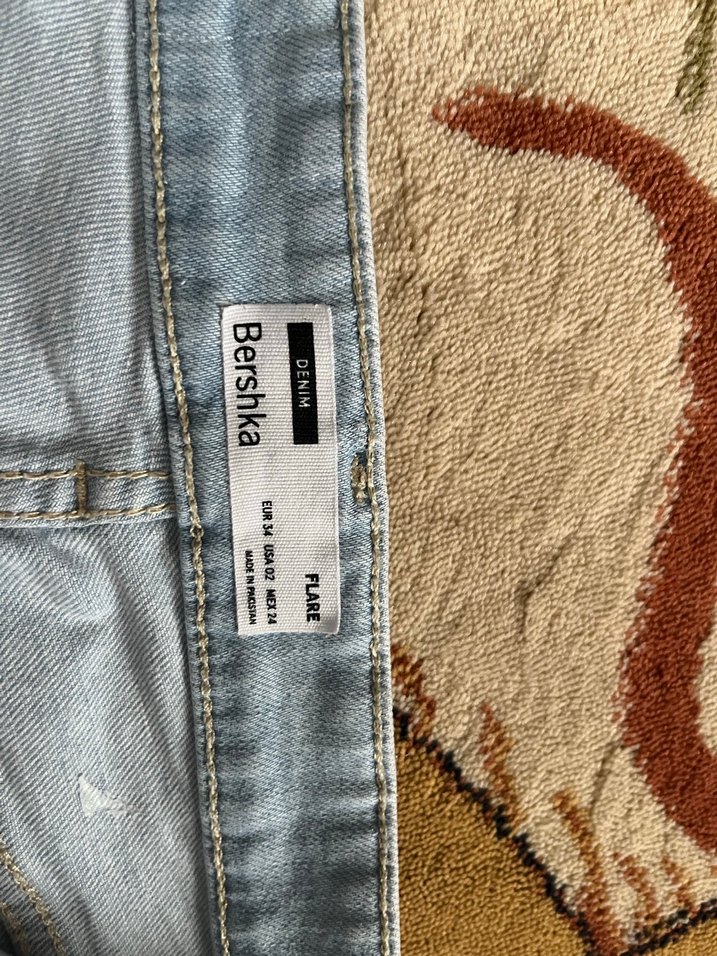 DENIM
Bershka
FLARE
EUR 34 USA 02 MEX 24
MADE IN PAKISTAN